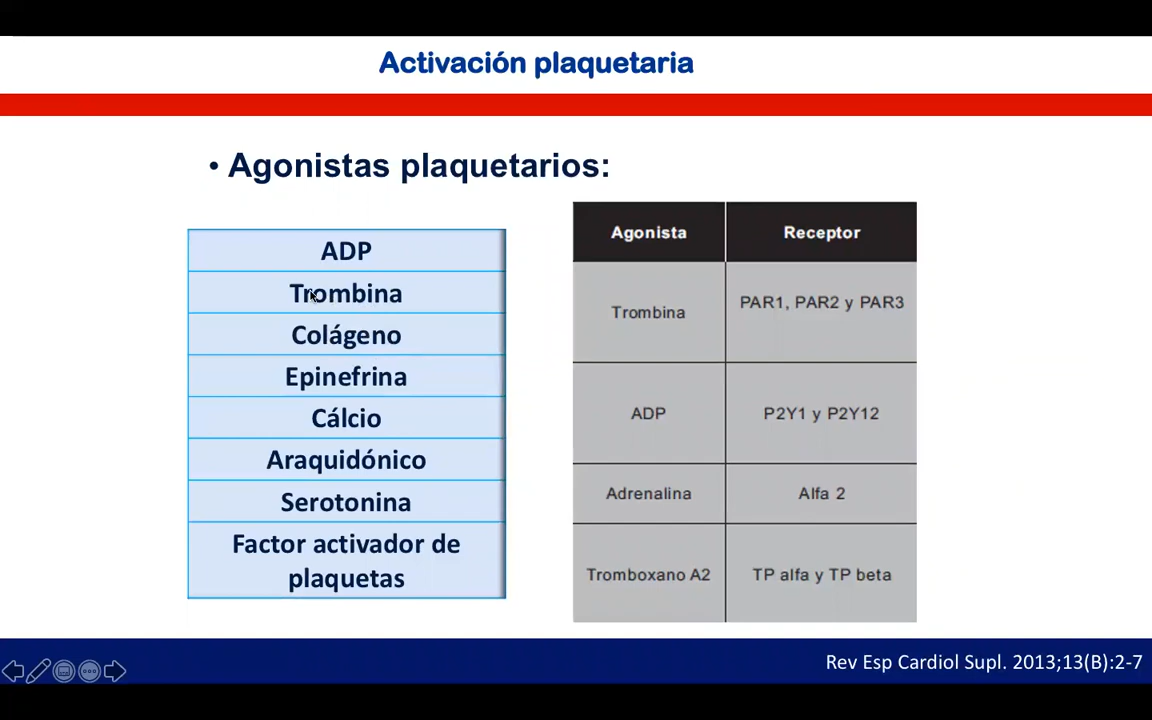 Activación plaquetaria
• Agonistas plaquetarios:
ADP
Trombina
Colágeno
Epinefrina
Cálcio
Araquidónico
Serotonina
Factor activador de
plaquetas
Agonista Receptor
Trombina PAR1, PAR2 y PAR3
ADP P2Y1 y P2Y12
Adrenalina Alfa 2
Tromboxano A2 TP alfa y TP beta
Rev Esp Cardiol Supl. 2013;13(B):2-7